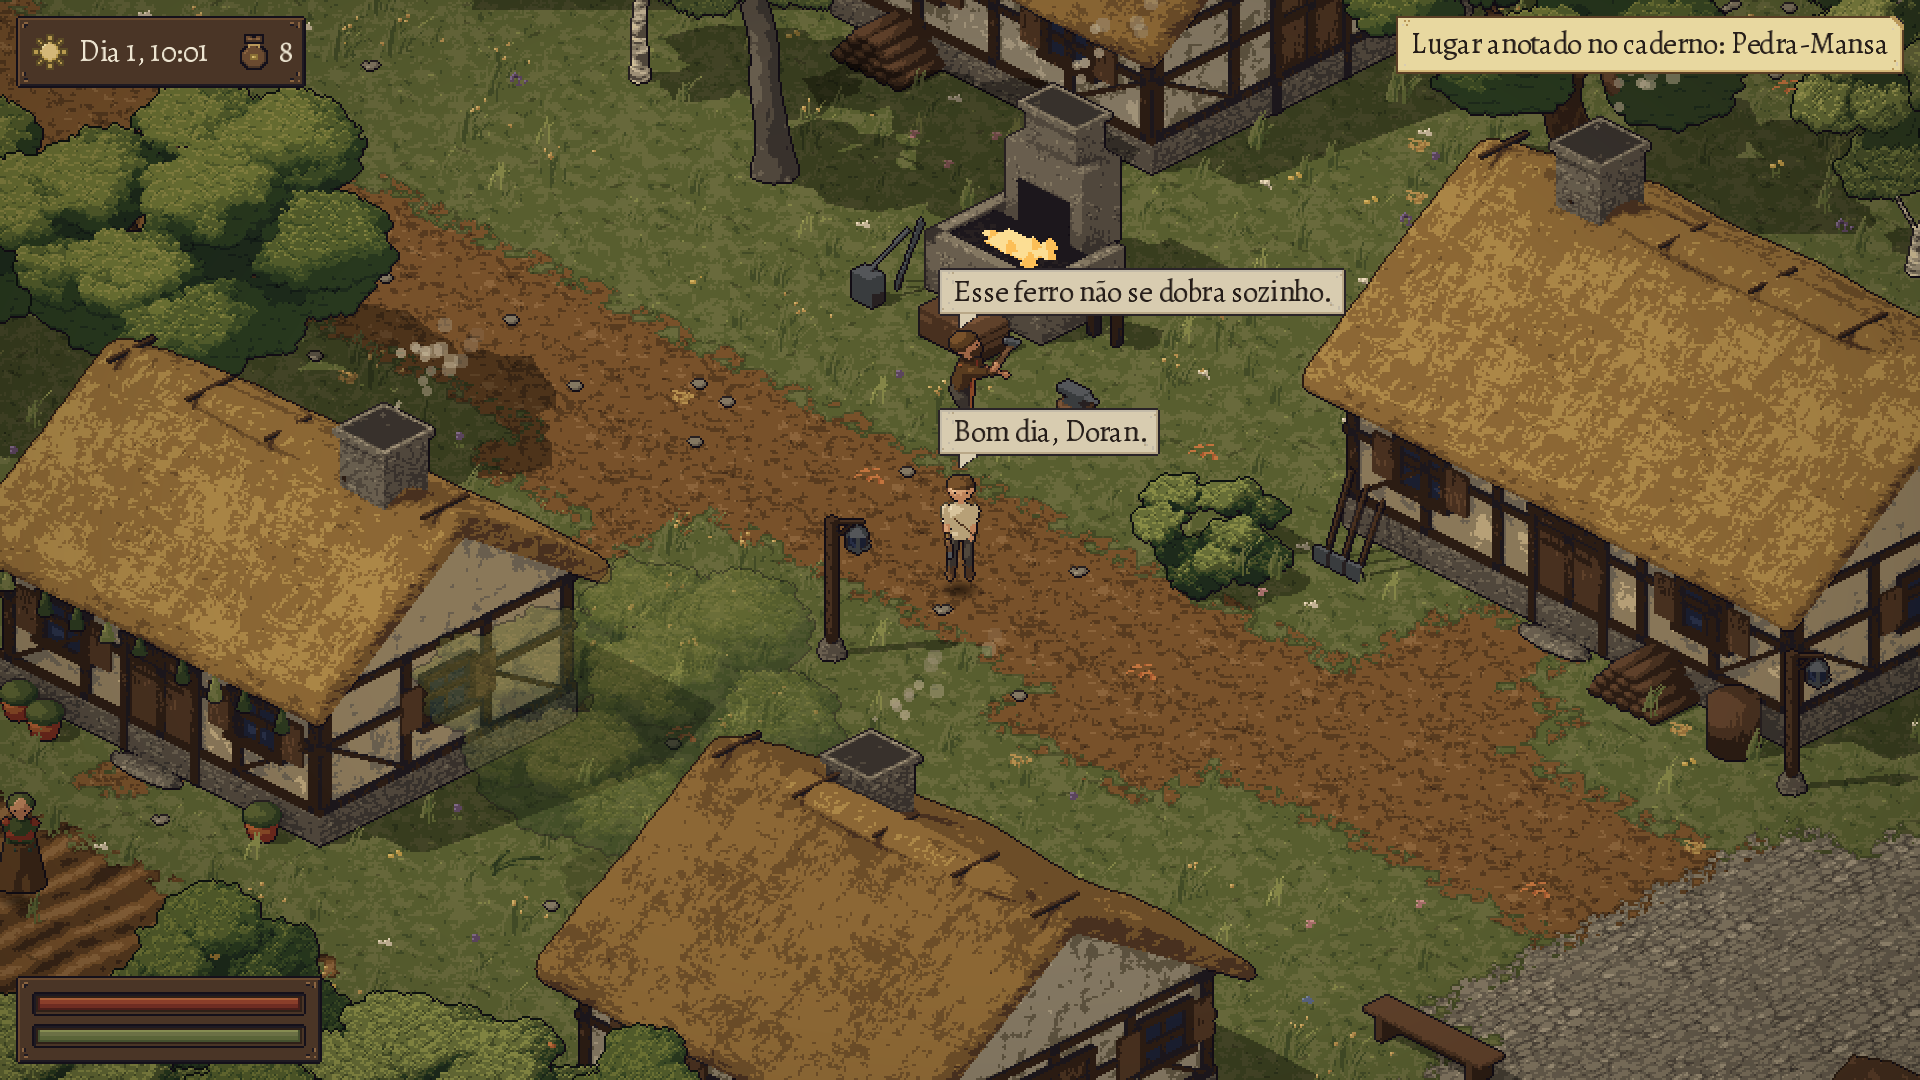 Dia 1, 10:01
8
Lugar anotado no caderno: Pedra-Mansa
Esse ferro não se dobra sozinho.
Bom dia, Doran.